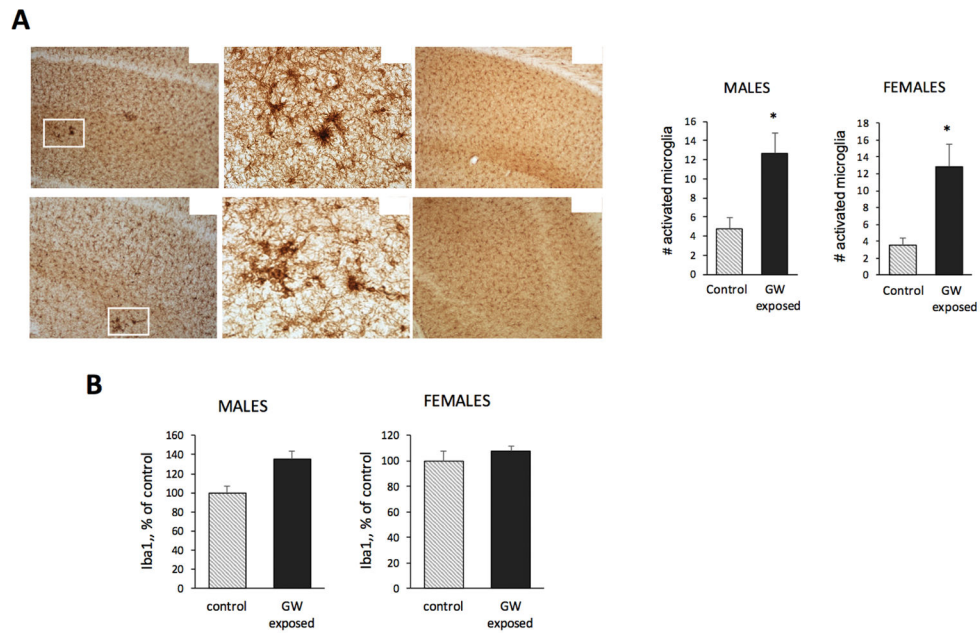 A
MALES
# activated microglia
16
14
12
10
8
6
4
2
0
*
Control
GW
exposed
FEMALES
# activated microglia
18
16
14
12
10
8
6
4
2
0
*
Control
GW
exposed
B
MALES
Iba1,, % of control
160
140
120
100
80
60
40
20
0
control
GW
exposed
FEMALES
Iba1,, % of control
120
100
80
60
40
20
0
control
GW
exposed